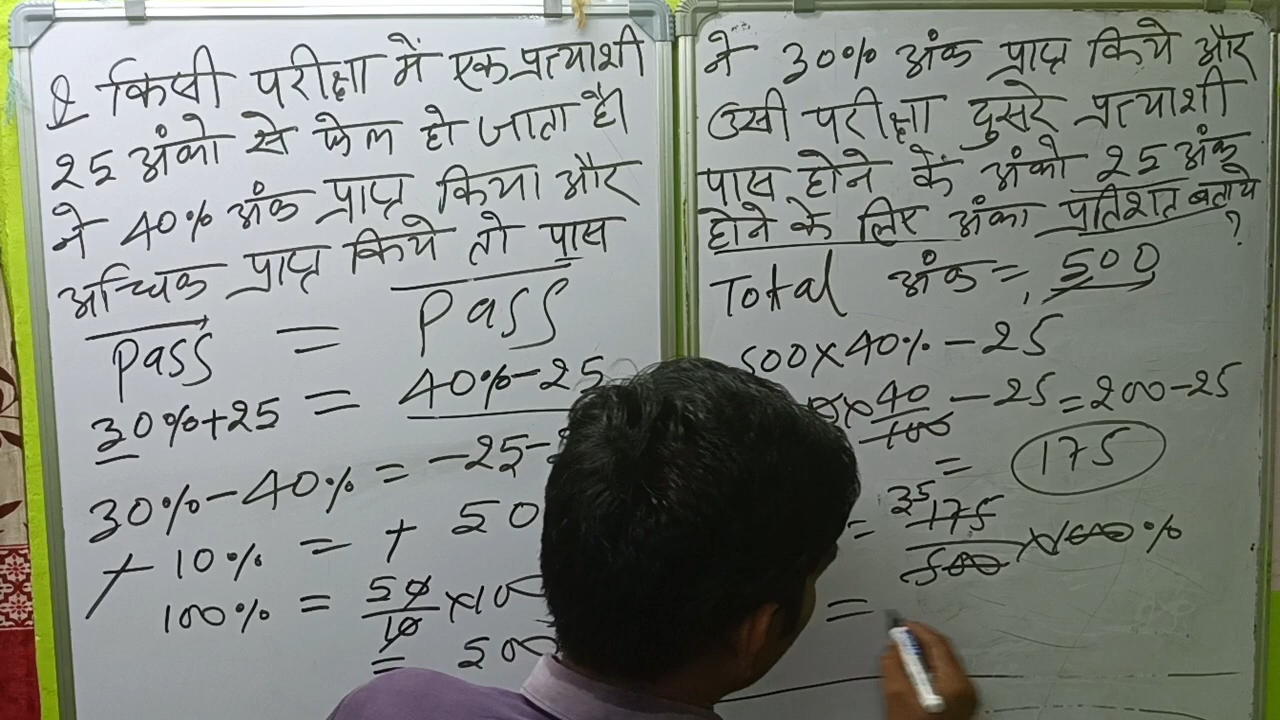 Q किसी परीक्षा में एक प्रत्याशी ने 30% अंक प्राप्त किये और
25 अंको से फेल हो जाता है। उसी परीक्षा दुसरे प्रत्याशी
ने 40% अंक प्राप्त किया और पास होने के अंको 25 अंक
अधिक प्राप्त किये तो पास होने के लिए अंका प्रतिशत बताये?
Pass = Pass
30%+25 = 40%-25
30%-40% = -25-
+ 10% = + 50
100% = 50/10 ×100
= 500
Total अंक = 500
500×40%-25
×40/100 - 25 = 200-25
= 175
= 35 175/500 ×100%
=